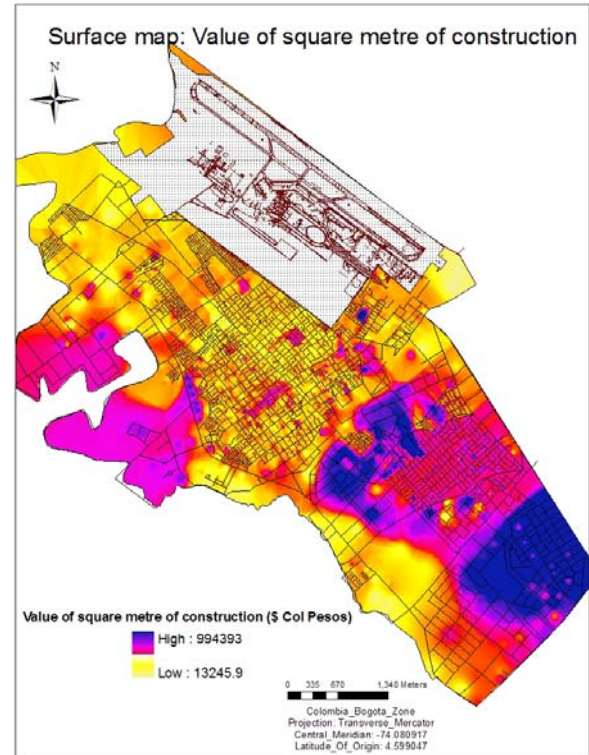 Surface map: Value of square metre of construction
N
Value of square metre of construction ($ Col Pesos)
High : 994393
Low : 13245.9
0 335 670 1,340 Meters
Colombia_Bogota_Zone
Projection: Transverse_Mercator
Central_Meridian: -74.080917
Latitude_Of_Origin: 4.599047